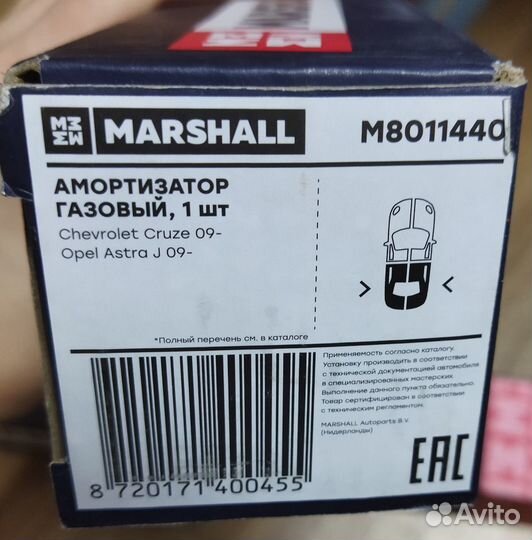 MARSHALL
M8011440
АМОРТИЗАТОР
ГАЗОВЫЙ, 1 шт
Chevrolet Cruze 09-
Opel Astra J 09-
*Полный перечень см. в каталоге
Применяемость согласно каталогу.
Установку производить в соответствии
с технической документацией автомобиля
в специализированных мастерских.
Выполнение данного пункта обязательно.
Товар сертифицирован в соответствии
с техническим регламентом.
MARSHALL Autoparts B.V.
(Нидерланды)
8 720171 400455
EAC
Avito